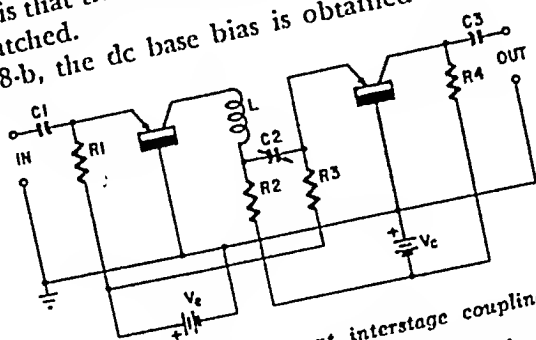 is that
atched.
8-b, the dc base bias is obtained
C3
OUT
C1
R4
L
C2
IN
R1
R2
R3
+
Vc
Ve
+
interstage couplin